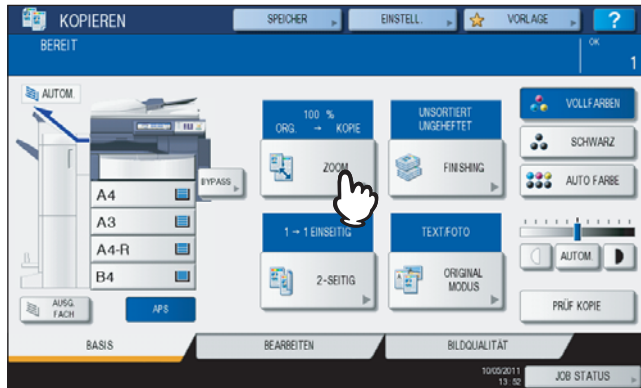 KOPIEREN
SPEICHER
EINSTELL.
VORLAGE
?
BEREIT
OK
1
AUTOM.
100 %
ORG. → KOPIE
ZOOM
UNSORTIERT
UNGEHEFTET
FINISHING
VOLLFARBEN
SCHWARZ
AUTO FARBE
BYPASS
A4
A3
A4-R
B4
1 → 1 EINSEITIG
2-SEITIG
TEXT/FOTO
ORIGINAL
MODUS
AUTOM.
AUSG.
FACH
APS
PRÜF KOPIE
BASIS
BEARBEITEN
BILDQUALITÄT
10/05/2011
13:52
JOB STATUS